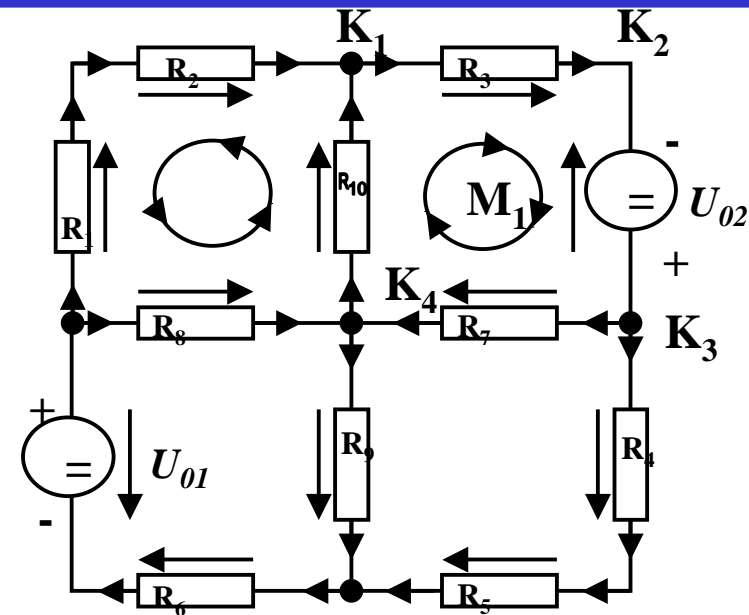 K₁ K₂
R₂ R₃
-
R₁ R₁₀ M₁ = U₀₂
+
K₄
R₈ R₇ K₃
+
R₉ R₄
= U₀₁
-
R₆ R₅